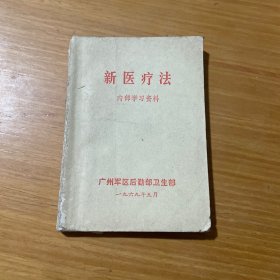 新医疗法
内部学习资料
广州军区后勤部卫生部
一九六九年五月